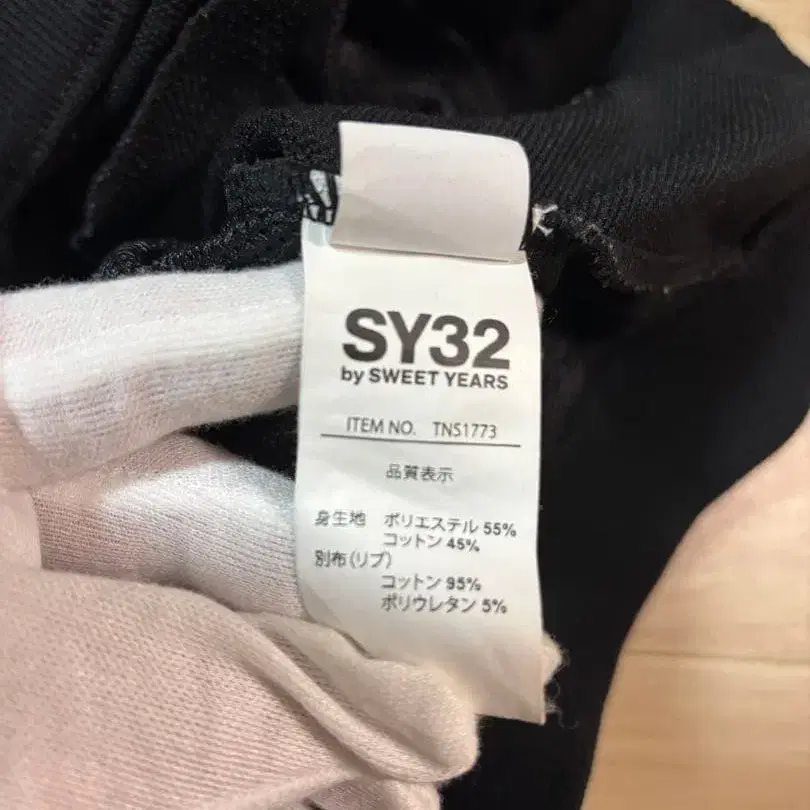 SY32
by SWEET YEARS
ITEM NO. TNS1773
品質表示
身生地 ポリエステル 55%
コットン 45%
別布(リブ)
コットン 95%
ポリウレタン 5%